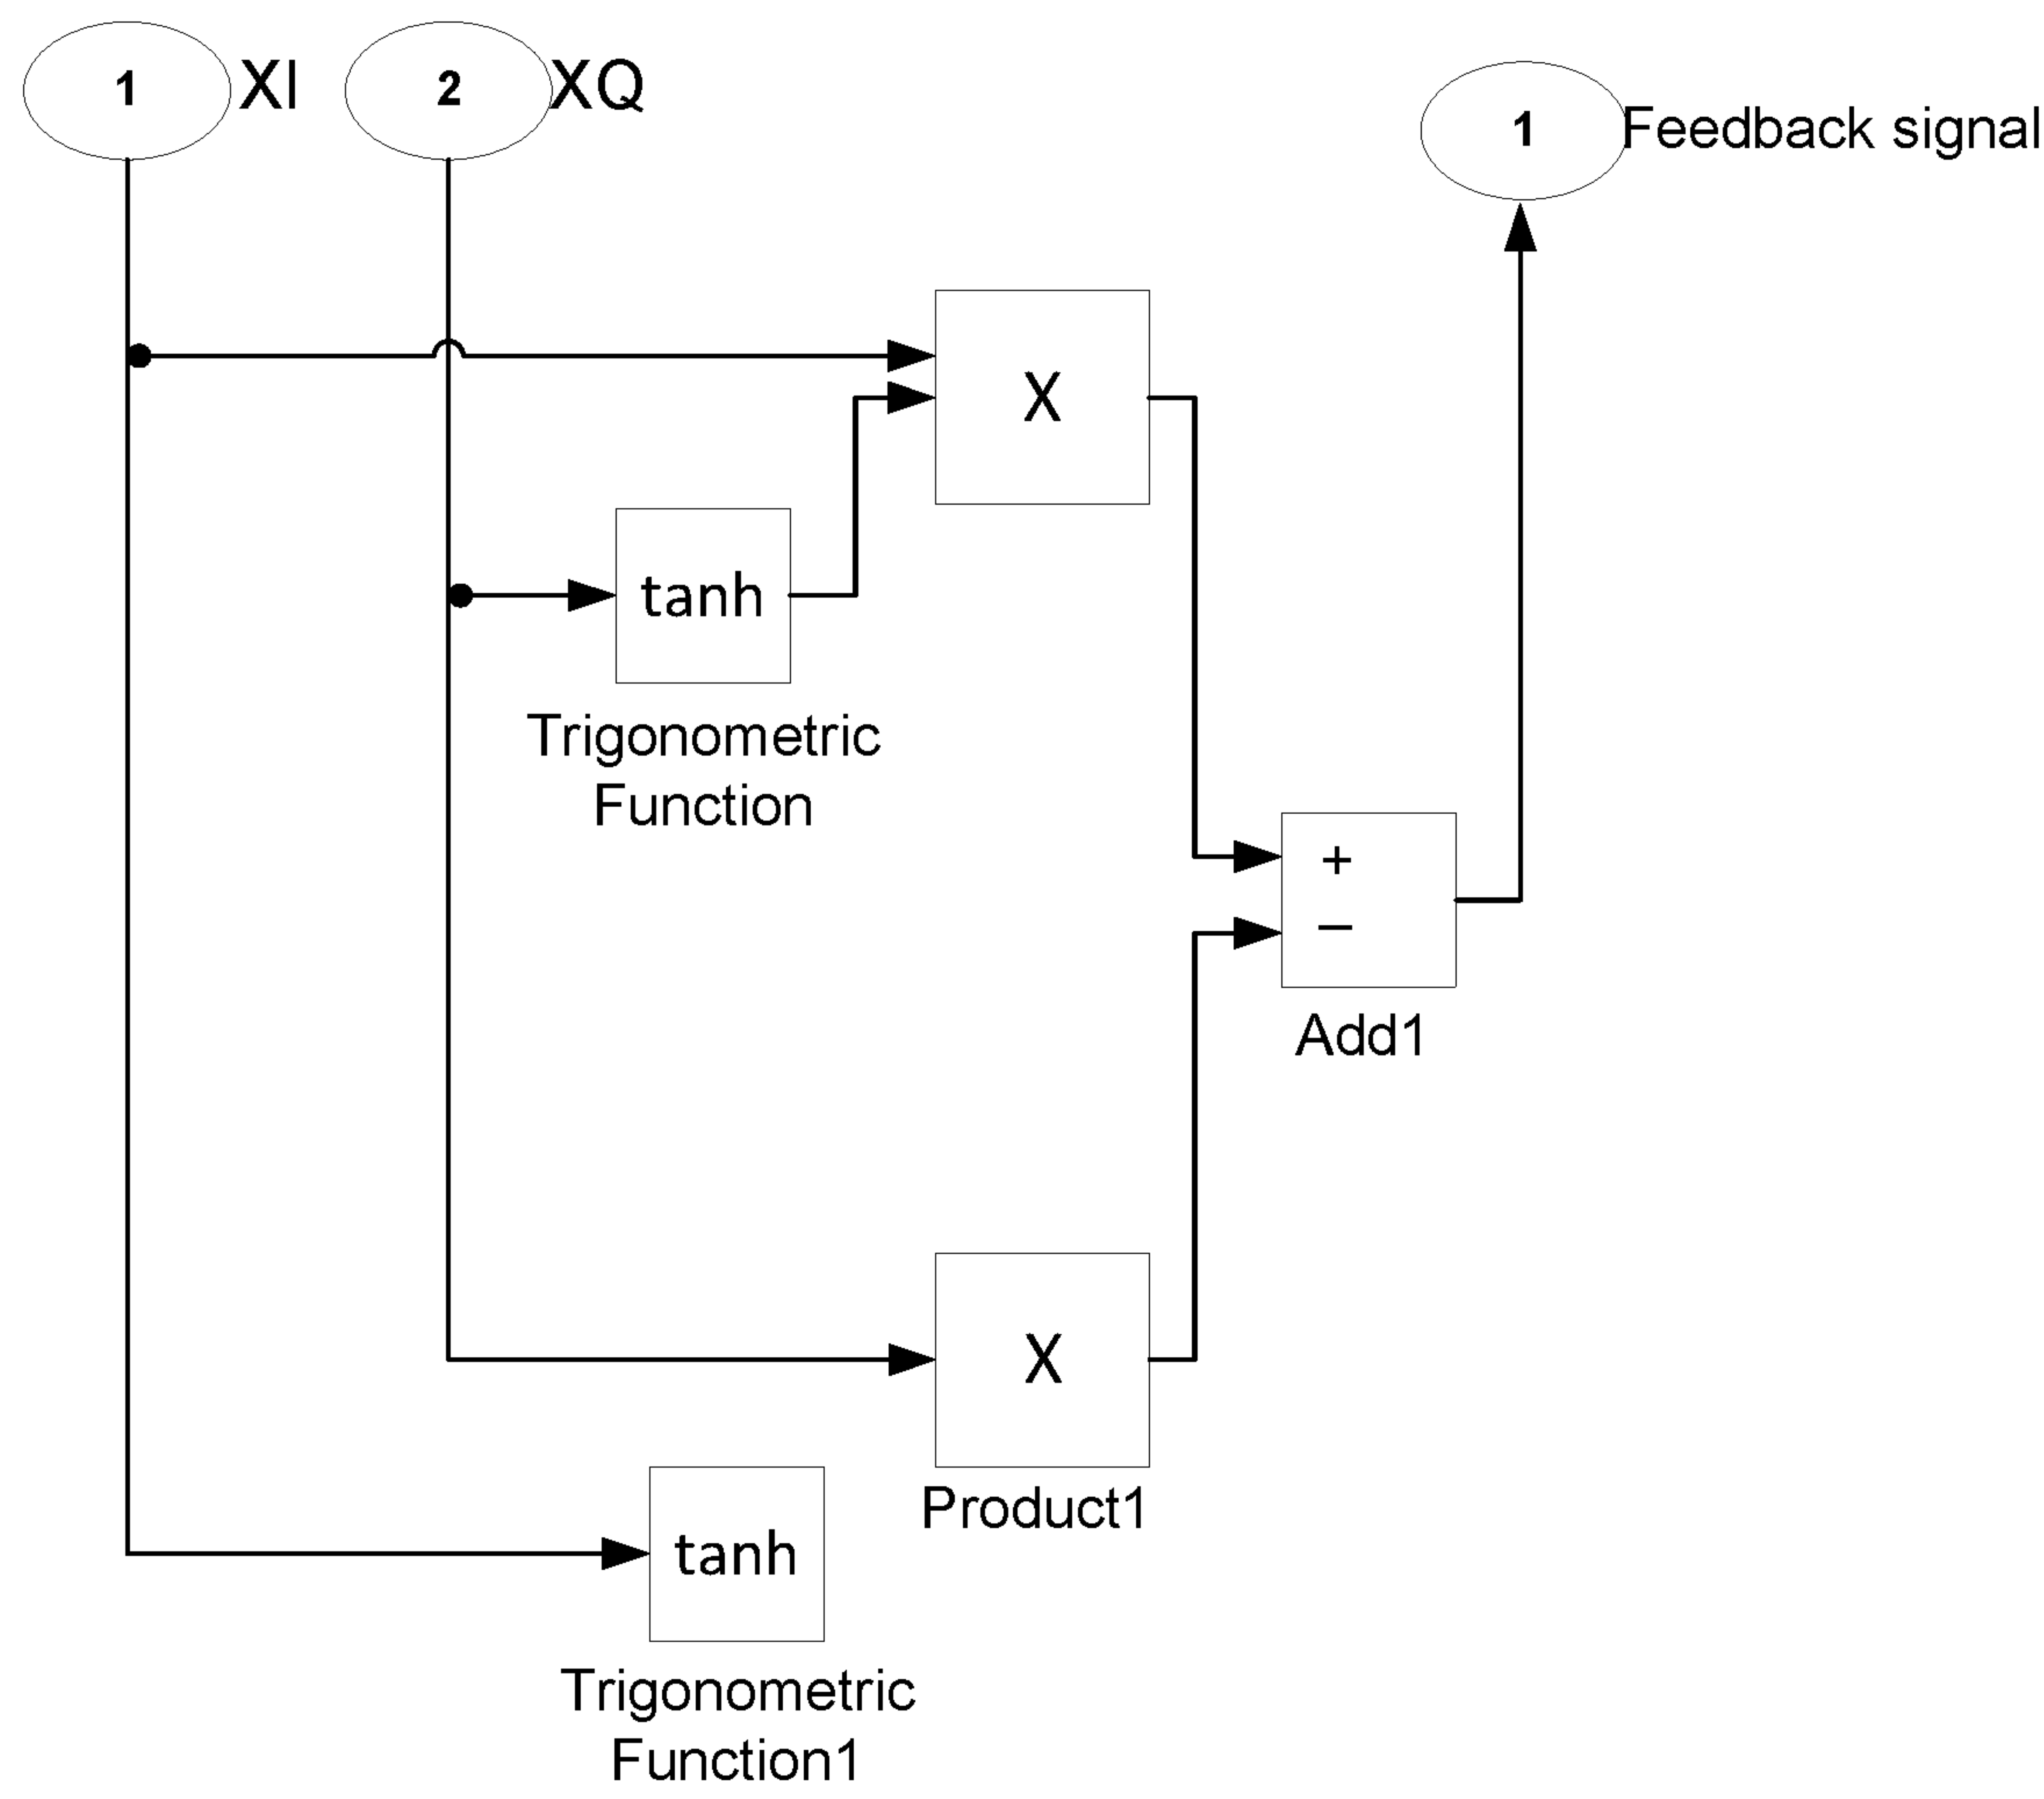 1 XI
2 XQ
1 Feedback signal
X
tanh
Trigonometric
Function
+
−
Add1
X
Product1
tanh
Trigonometric
Function1